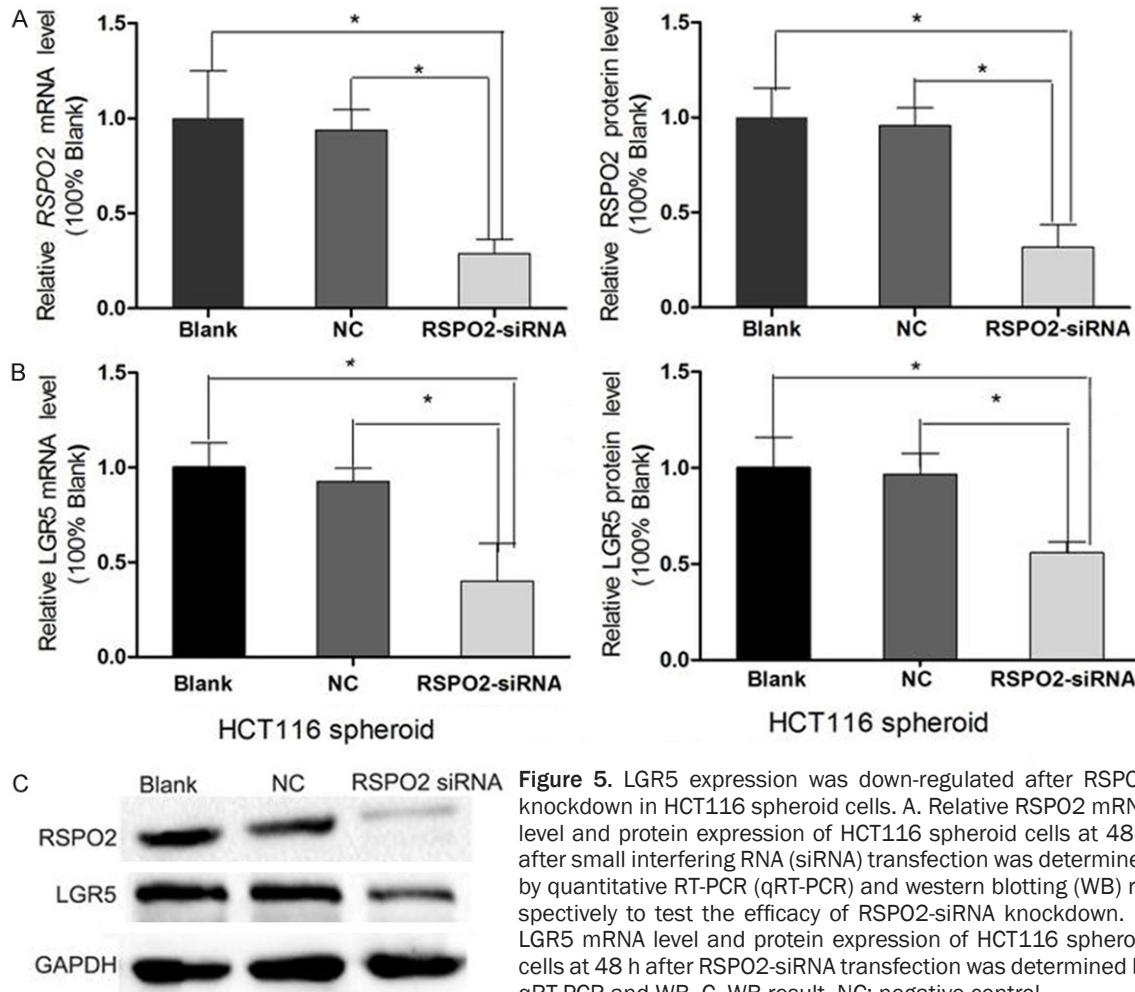 A
Relative RSPO2 mRNA level
(100% Blank)
1.5
1.0
0.5
0.0
*
*
Blank NC RSPO2-siRNA
Relative RSPO2 proterin level
(100% Blank)
1.5
1.0
0.5
0.0
*
*
Blank NC RSPO2-siRNA
B
Relative LGR5 mRNA level
(100% Blank)
1.5
1.0
0.5
0.0
*
*
Blank NC RSPO2-siRNA
HCT116 spheroid
Relative LGR5 protein level
(100% Blank)
1.5
1.0
0.5
0.0
*
*
Blank NC RSPO2-siRNA
HCT116 spheroid
C
Blank NC RSPO2 siRNA
RSPO2
LGR5
GAPDH
Figure 5. LGR5 expression was down-regulated after RSPO
knockdown in HCT116 spheroid cells. A. Relative RSPO2 mRN
level and protein expression of HCT116 spheroid cells at 48
after small interfering RNA (siRNA) transfection was determine
by quantitative RT-PCR (qRT-PCR) and western blotting (WB) r
spectively to test the efficacy of RSPO2-siRNA knockdown.
LGR5 mRNA level and protein expression of HCT116 sphero
cells at 48 h after RSPO2-siRNA transfection was determined
qRT-PCR and WB. C. WB result. NC: negative control.